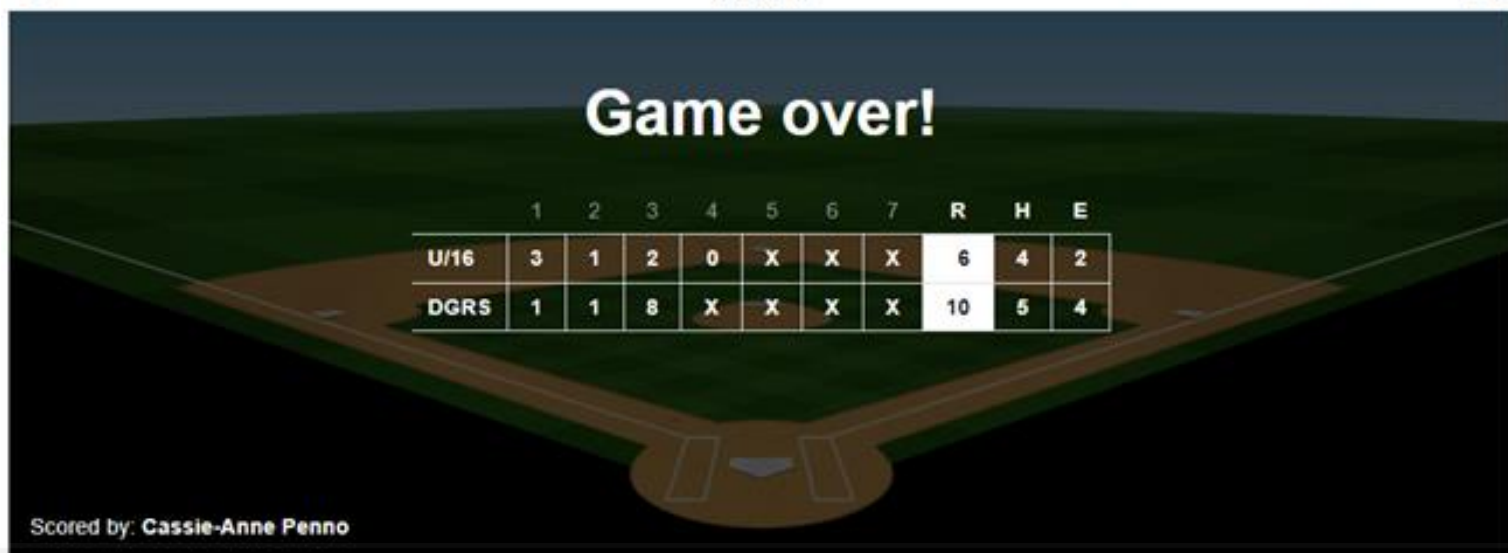 Game over!
1 2 3 4 5 6 7 R H E
U/16 3 1 2 0 X X X 6 4 2
DGRS 1 1 8 X X X X 10 5 4
Scored by: Cassie-Anne Penno